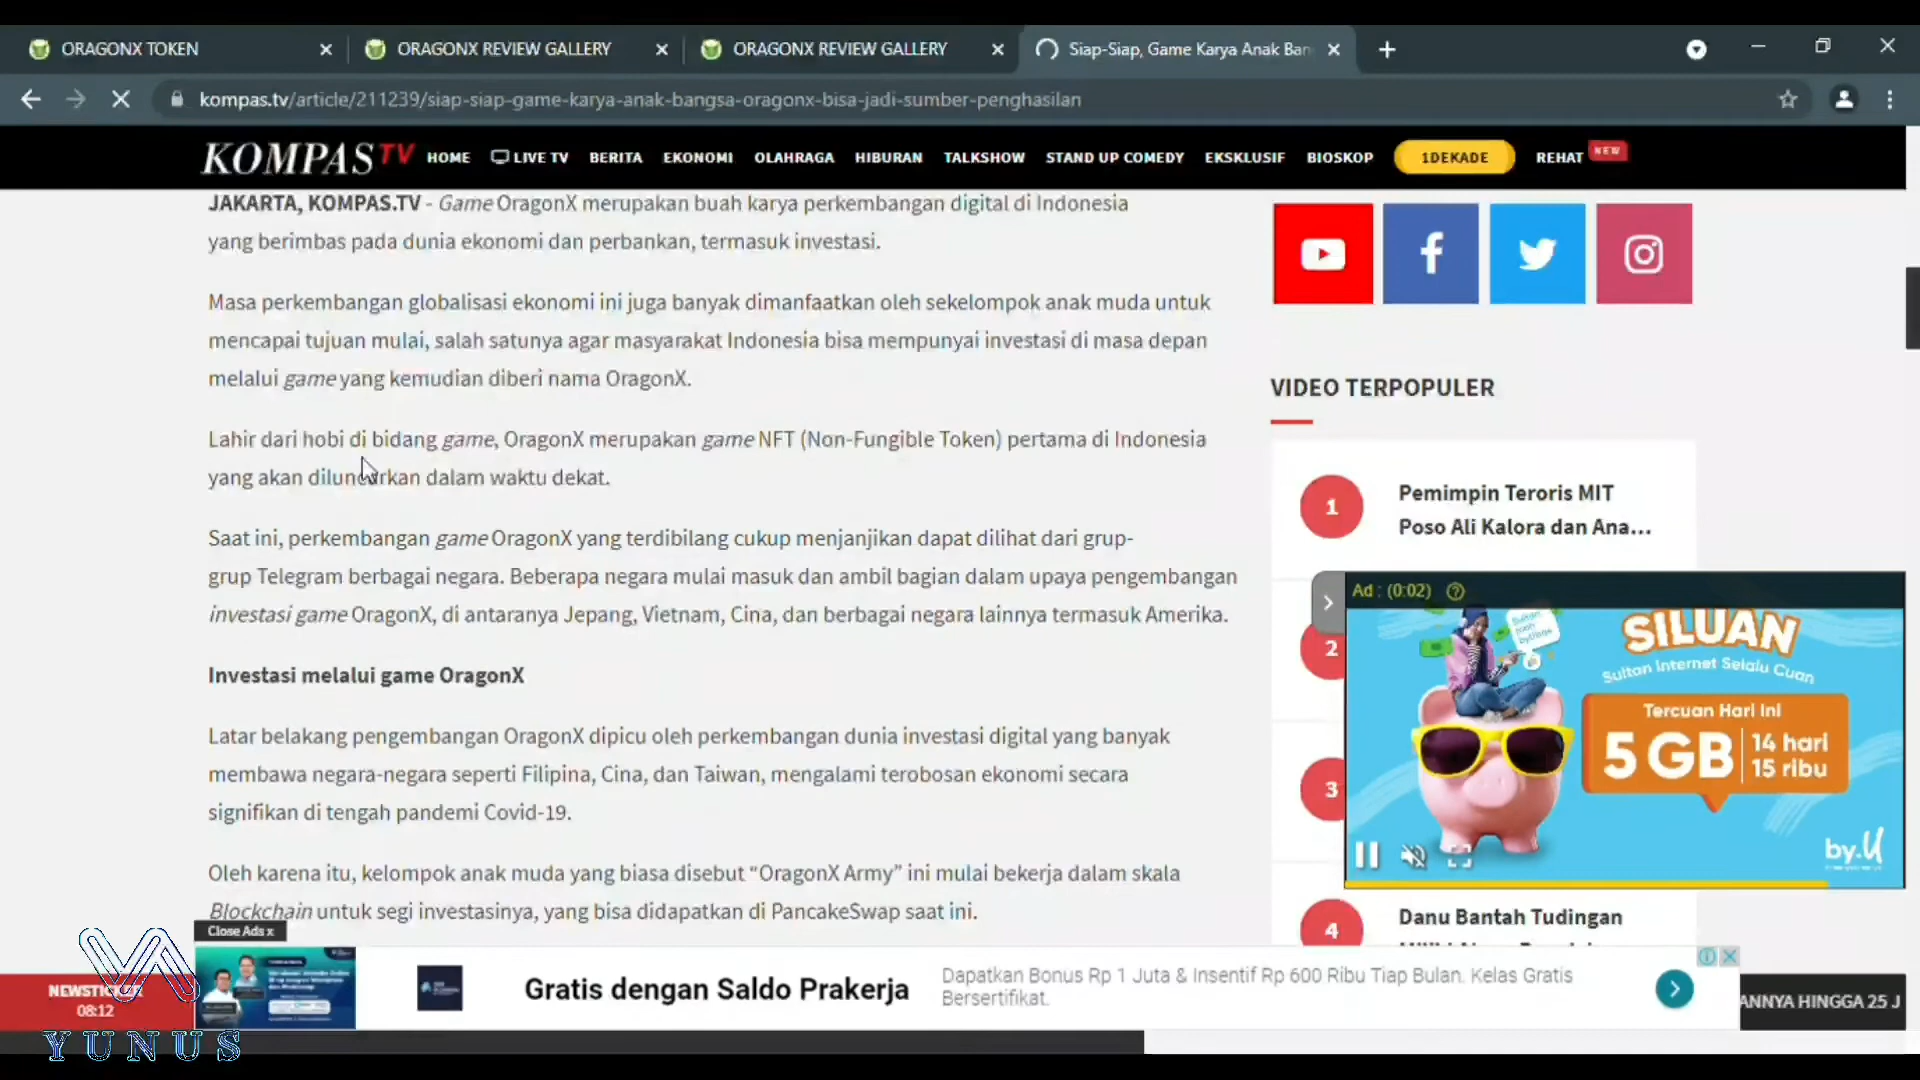 ORAGONX TOKEN
ORAGONX REVIEW GALLERY
ORAGONX REVIEW GALLERY
Siap-Siap, Game Karya Anak Ban
kompas.tv/article/211239/siap-siap-game-karya-anak-bangsa-oragonx-bisa-jadi-sumber-penghasilan
KOMPASTV HOME LIVE TV BERITA EKONOMI OLAHRAGA HIBURAN TALKSHOW STAND UP COMEDY EKSKLUSIF BIOSKOP 1DEKADE REHAT NEW
JAKARTA, KOMPAS.TV - Game OragonX merupakan buah karya perkembangan digital di Indonesia
yang berimbas pada dunia ekonomi dan perbankan, termasuk investasi.
Masa perkembangan globalisasi ekonomi ini juga banyak dimanfaatkan oleh sekelompok anak muda untuk
mencapai tujuan mulai, salah satunya agar masyarakat Indonesia bisa mempunyai investasi di masa depan
melalui game yang kemudian diberi nama OragonX.
Lahir dari hobi di bidang game, OragonX merupakan game NFT (Non-Fungible Token) pertama di Indonesia
yang akan diluncurkan dalam waktu dekat.
Saat ini, perkembangan game OragonX yang terdibilang cukup menjanjikan dapat dilihat dari grup-
grup Telegram berbagai negara. Beberapa negara mulai masuk dan ambil bagian dalam upaya pengembangan
investasi game OragonX, di antaranya Jepang, Vietnam, Cina, dan berbagai negara lainnya termasuk Amerika.
Investasi melalui game OragonX
Latar belakang pengembangan OragonX dipicu oleh perkembangan dunia investasi digital yang banyak
membawa negara-negara seperti Filipina, Cina, dan Taiwan, mengalami terobosan ekonomi secara
signifikan di tengah pandemi Covid-19.
Oleh karena itu, kelompok anak muda yang biasa disebut “OragonX Army” ini mulai bekerja dalam skala
Blockchain untuk segi investasinya, yang bisa didapatkan di PancakeSwap saat ini.
VIDEO TERPOPULER
1
Pemimpin Teroris MIT
Poso Ali Kalora dan Ana...
2
3
4
Danu Bantah Tudingan
Ad : (0:02)
SILUAN
Sultan Internet Selalu Cuan
Tercuan Hari Ini
5 GB
14 hari
15 ribu
by.U
Close Ads x
Gratis dengan Saldo Prakerja
Dapatkan Bonus Rp 1 Juta & Insentif Rp 600 Ribu Tiap Bulan. Kelas Gratis
Bersertifikat.
08:12
ANNYA HINGGA 25 J
YUNUS